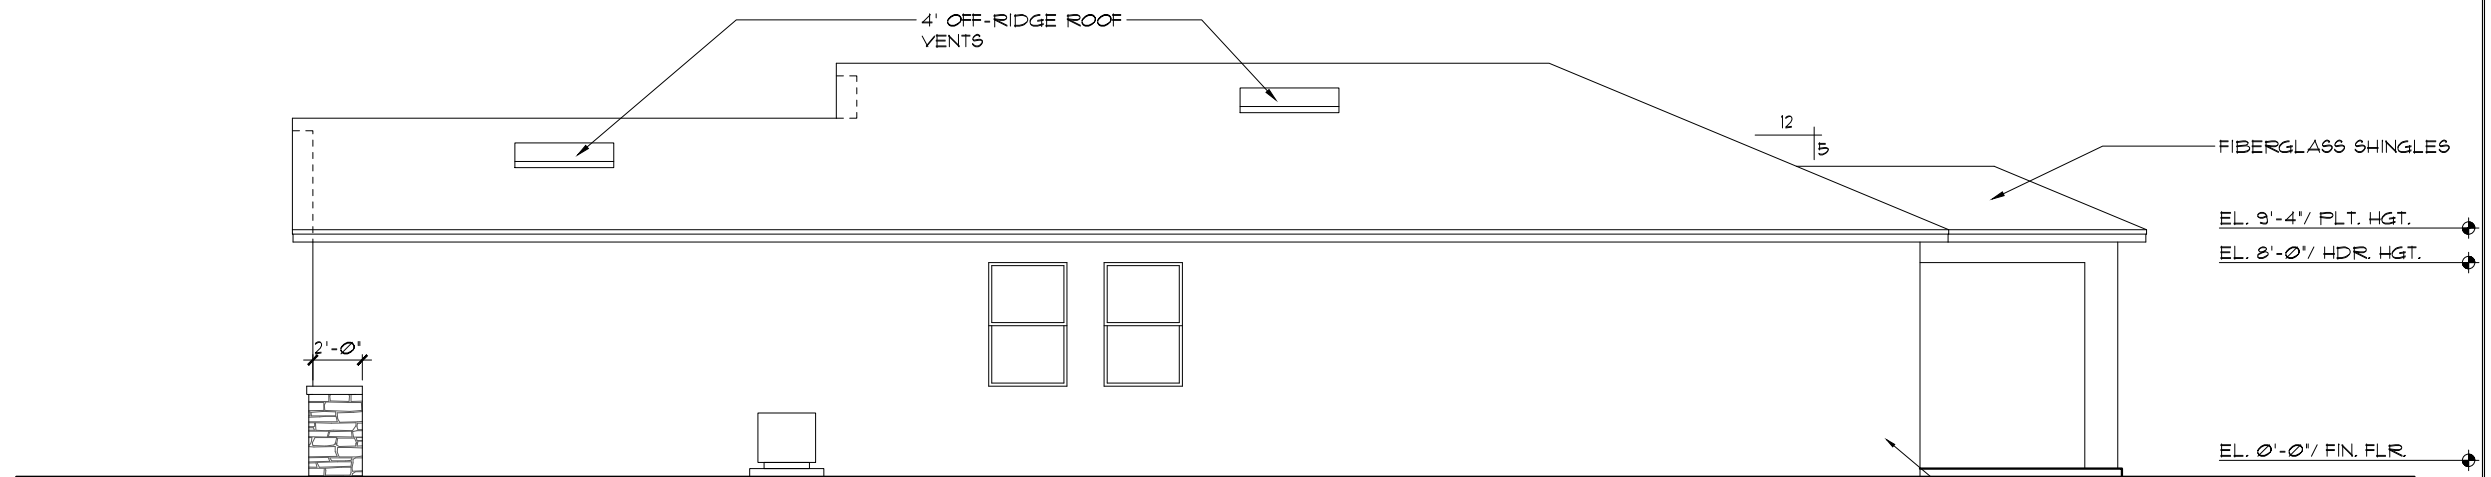 4' OFF-RIDGE ROOF
VENTS
12
5
FIBERGLASS SHINGLES
EL. 9'-4"/ PLT. HGT.
EL. 8'-0"/ HDR. HGT.
2'-0"
EL. 0'-0"/ FIN. FLR.